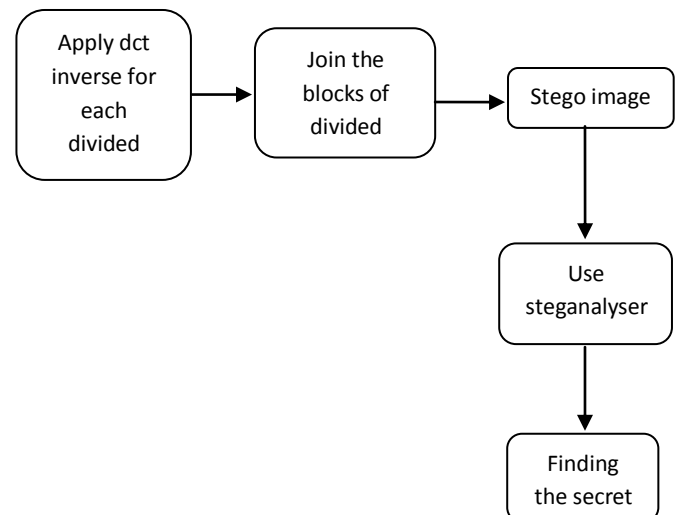 Apply dct
inverse for
each
divided
Join the
blocks of
divided
Stego image
Use
steganalyser
Finding
the secret